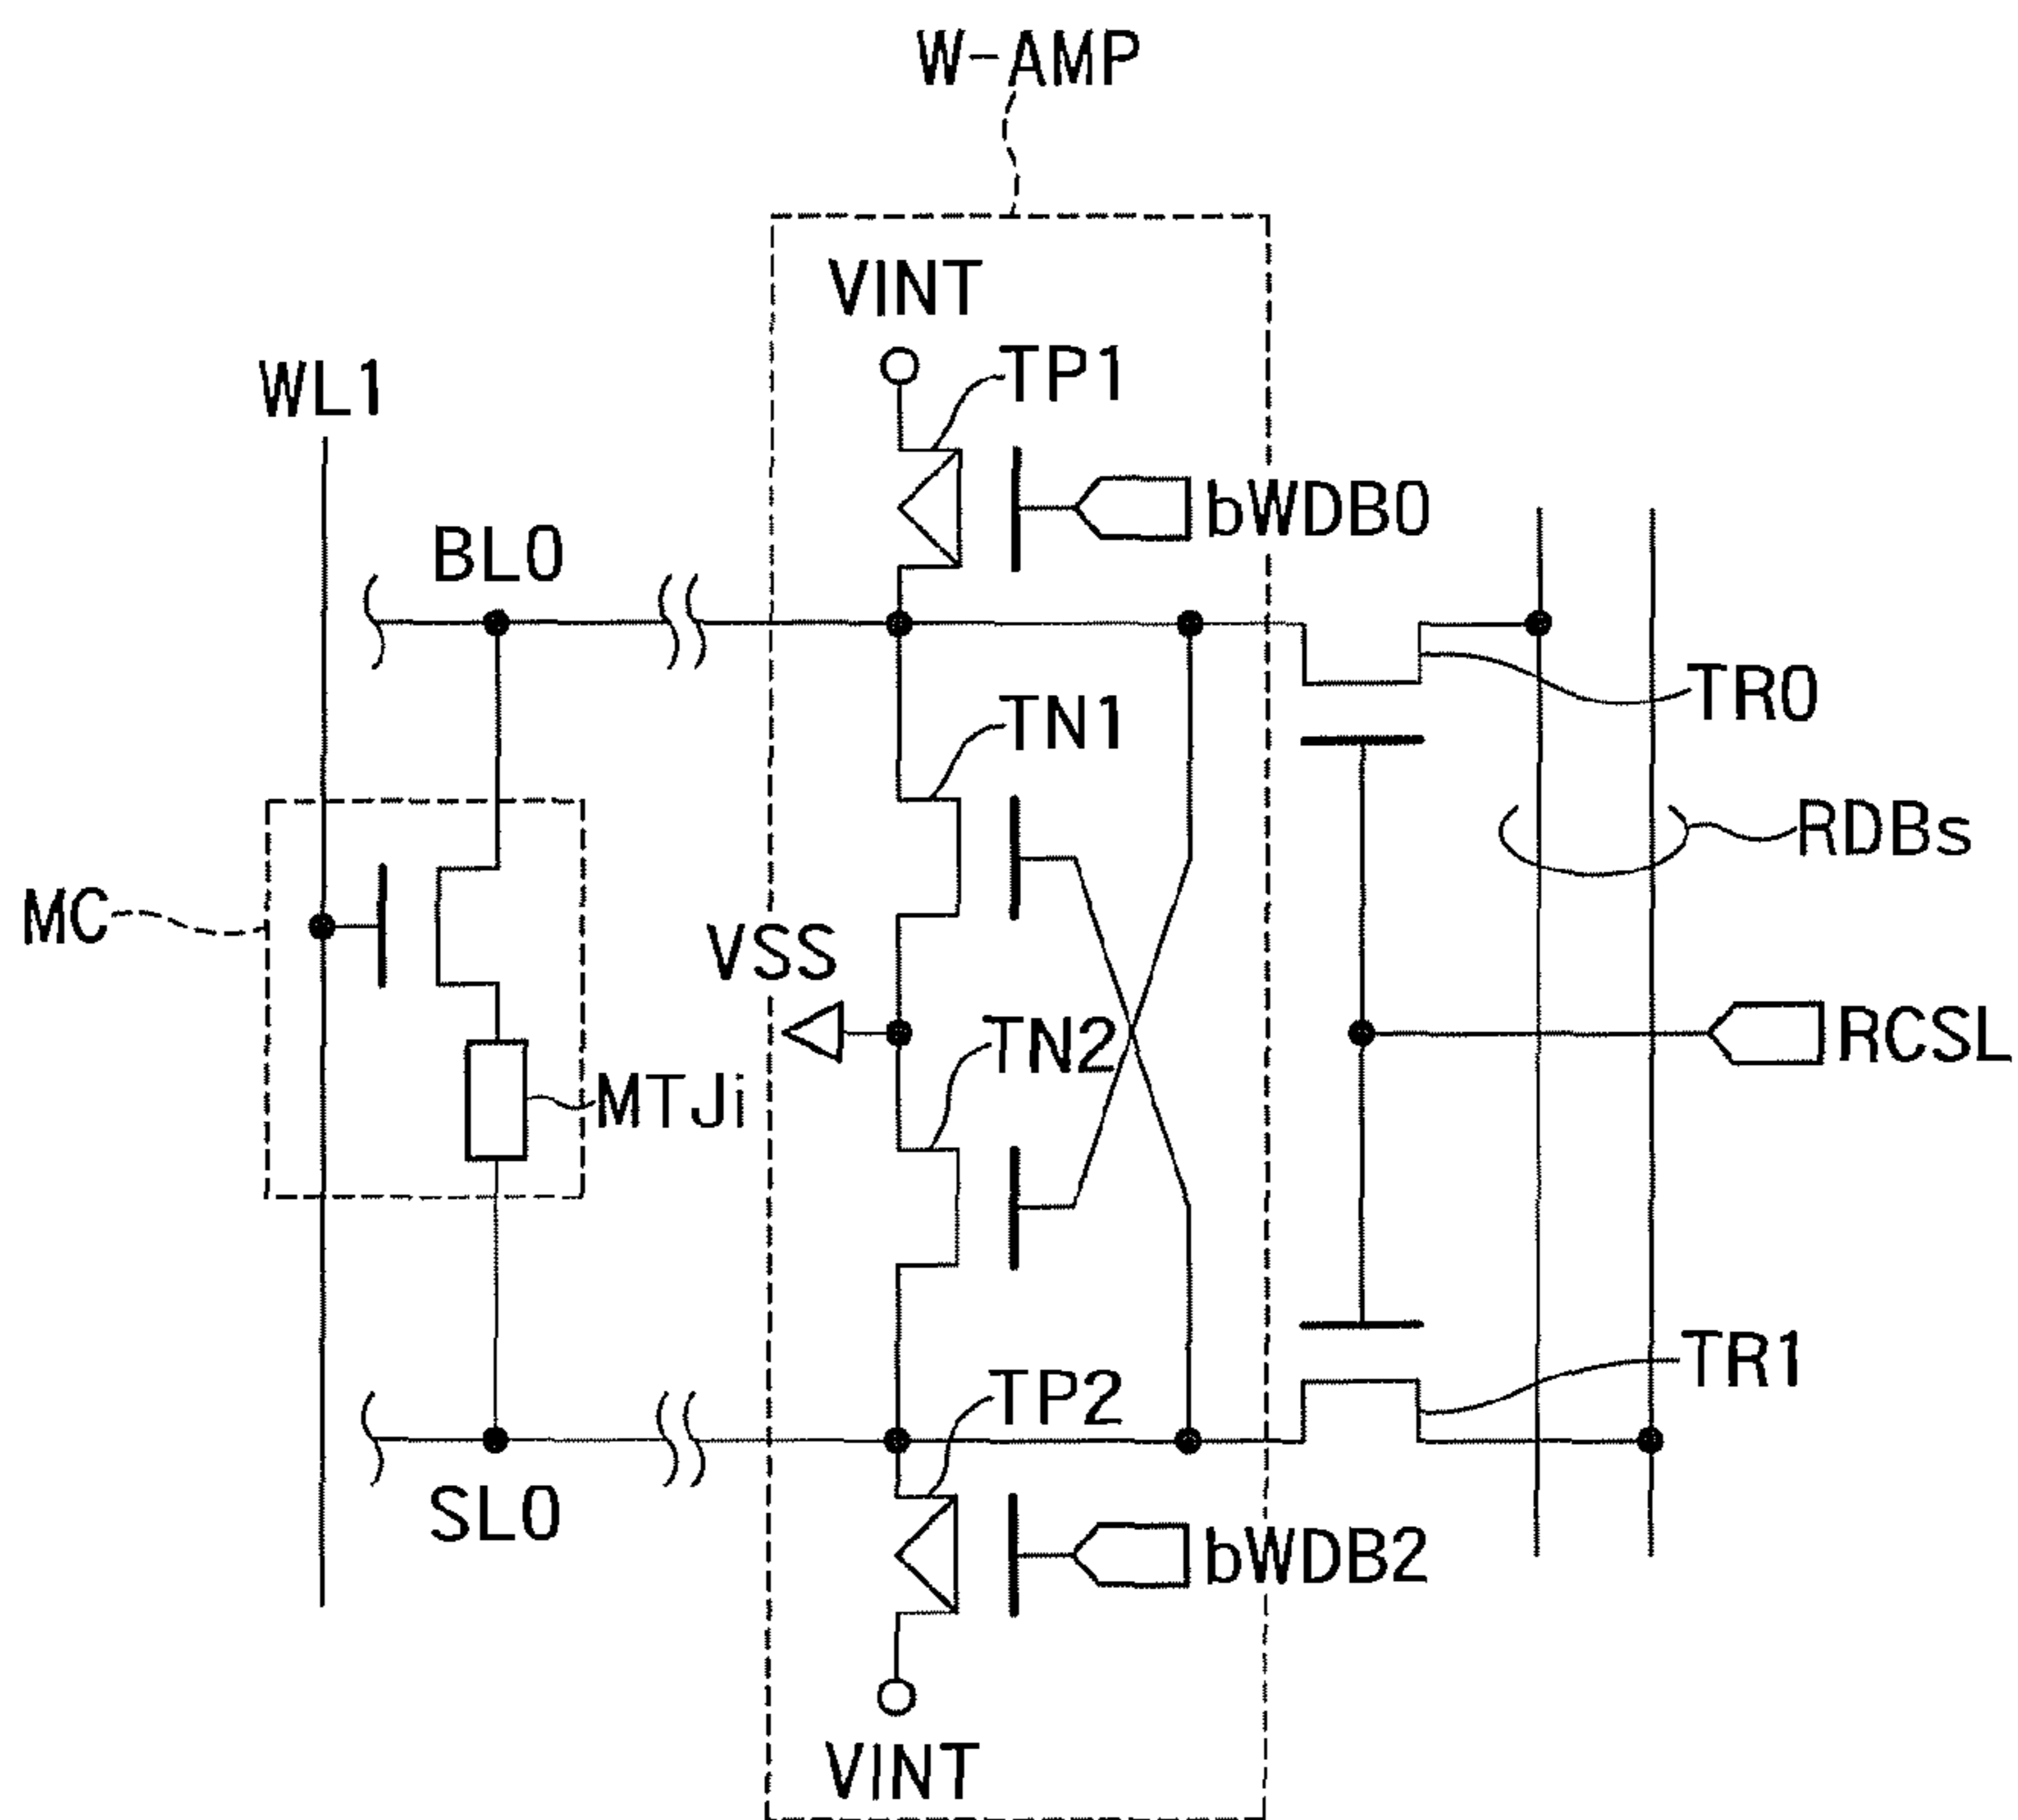 W-AMP
VINT
TP1
WL1
bWDB0
BL0
TR0
TN1
RDBs
MC
VSS
TN2
RCSL
MTJi
TR1
TP2
SL0
bWDB2
VINT